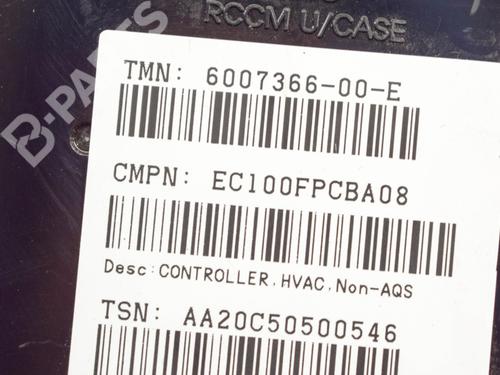 RCCM U/CASE
B-PARTS
TMN: 6007366-00-E
CMPN: EC100FPCBA08
Desc:CONTROLLER,HVAC,Non-AQS
TSN: AA20C50500546